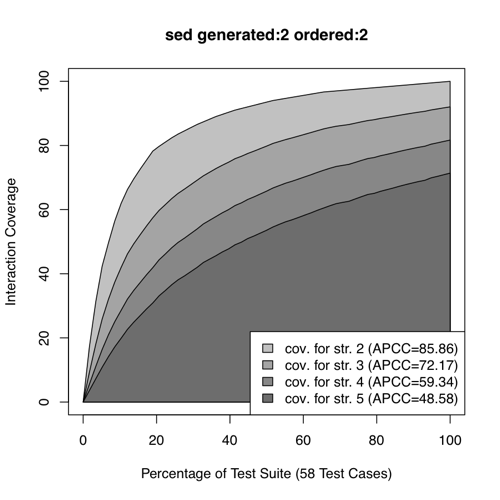 sed generated:2 ordered:2
Interaction Coverage
100
80
60
40
20
0
cov. for str. 2 (APCC=85.86)
cov. for str. 3 (APCC=72.17)
cov. for str. 4 (APCC=59.34)
cov. for str. 5 (APCC=48.58)
0 20 40 60 80 100
Percentage of Test Suite (58 Test Cases)